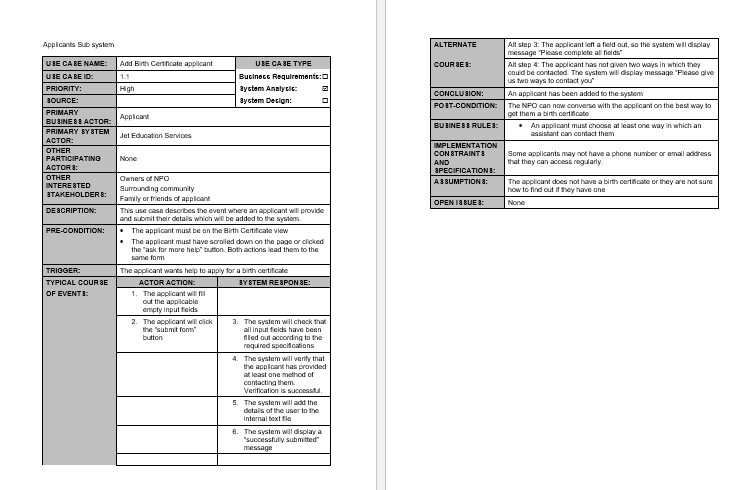 Applicants Sub system
USE CASE NAME: Add Birth Certificate applicant USE CASE TYPE
USE CASE ID: 1.1 Business Requirements: ☐
PRIORITY: High System Analysis: ☑
SOURCE: System Design: ☐
PRIMARY
BUSINESS ACTOR:
Applicant
PRIMARY SYSTEM
ACTOR:
Jet Education Services
OTHER
PARTICIPATING
ACTORS:
None
OTHER
INTERESTED
STAKEHOLDERS:
Owners of NPO
Surrounding community
Family or friends of applicant
DESCRIPTION:
This use case describes the event where an applicant will provide
and submit their details which will be added to the system.
PRE-CONDITION:
• The applicant must be on the Birth Certificate view
• The applicant must have scrolled down on the page or clicked
the "ask for more help" button. Both actions lead them to the
same form
TRIGGER: The applicant wants help to apply for a birth certificate
TYPICAL COURSE
OF EVENTS:
ACTOR ACTION: SYSTEM RESPONSE:
1. The applicant will fill
out the applicable
empty input fields
2. The applicant will click
the "submit form"
button
3. The system will check that
all input fields have been
filled out according to the
required specifications
4. The system will verify that
the applicant has provided
at least one method of
contacting them.
Verification is successful.
5. The system will add the
details of the user to the
internal text file
6. The system will display a
"successfully submitted"
message
ALTERNATE
COURSES:
Alt step 3: The applicant left a field out, so the system will display
message "Please complete all fields"
Alt step 4: The applicant has not given two ways in which they
could be contacted. The system will display message "Please give
us two ways to contact you"
CONCLUSION: An applicant has been added to the system
POST-CONDITION:
The NPO can now converse with the applicant on the best way to
get them a birth certificate
BUSINESS RULES:
• An applicant must choose at least one way in which an
assistant can contact them
IMPLEMENTATION
CONSTRAINTS
AND
SPECIFICATIONS:
Some applicants may not have a phone number or email address
that they can access regularly.
ASSUMPTIONS:
The applicant does not have a birth certificate or they are not sure
how to find out if they have one
OPEN ISSUES: None